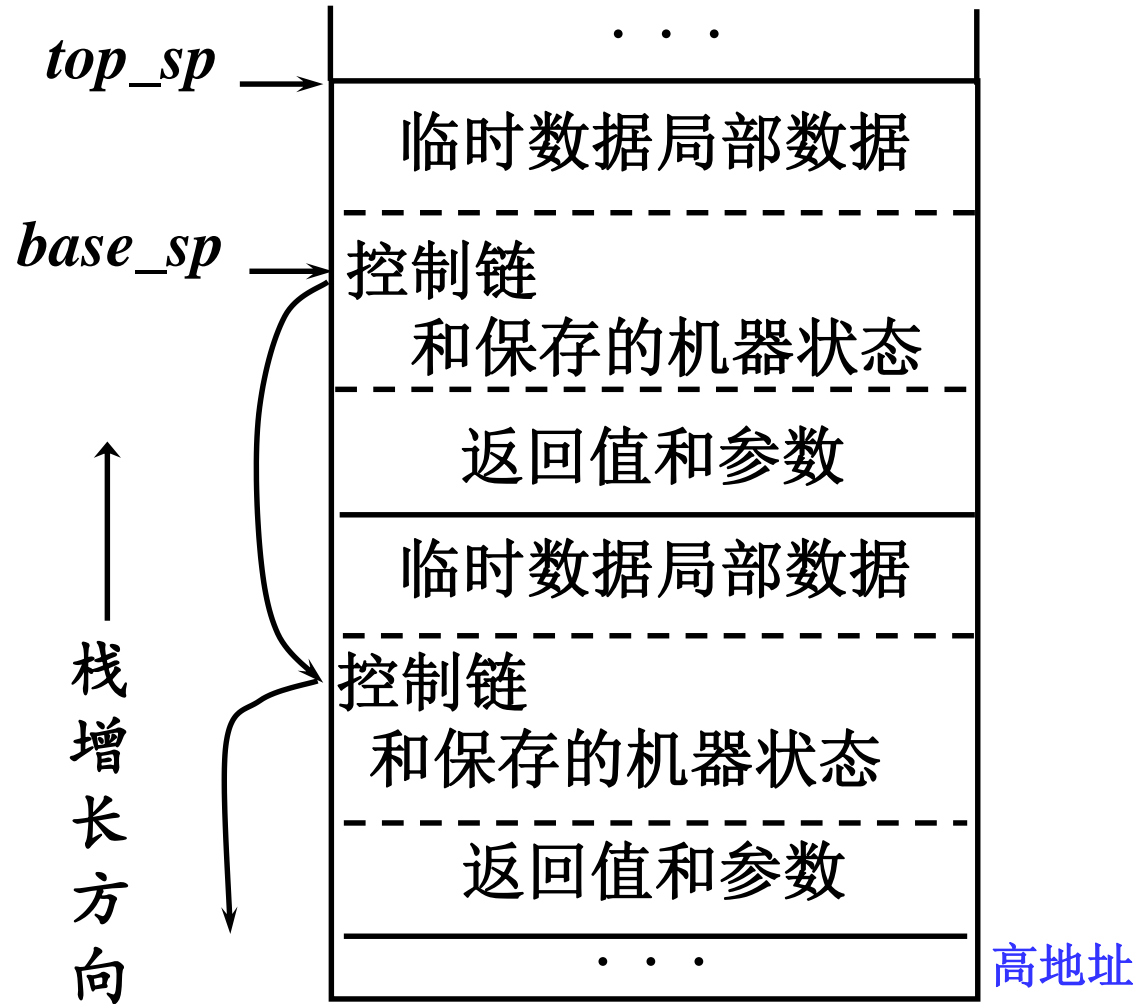 · · ·
top_sp
临时数据局部数据
base_sp
控制链
和保存的机器状态
返回值和参数
临时数据局部数据
控制链
和保存的机器状态
返回值和参数
· · ·
栈增长方向
高地址